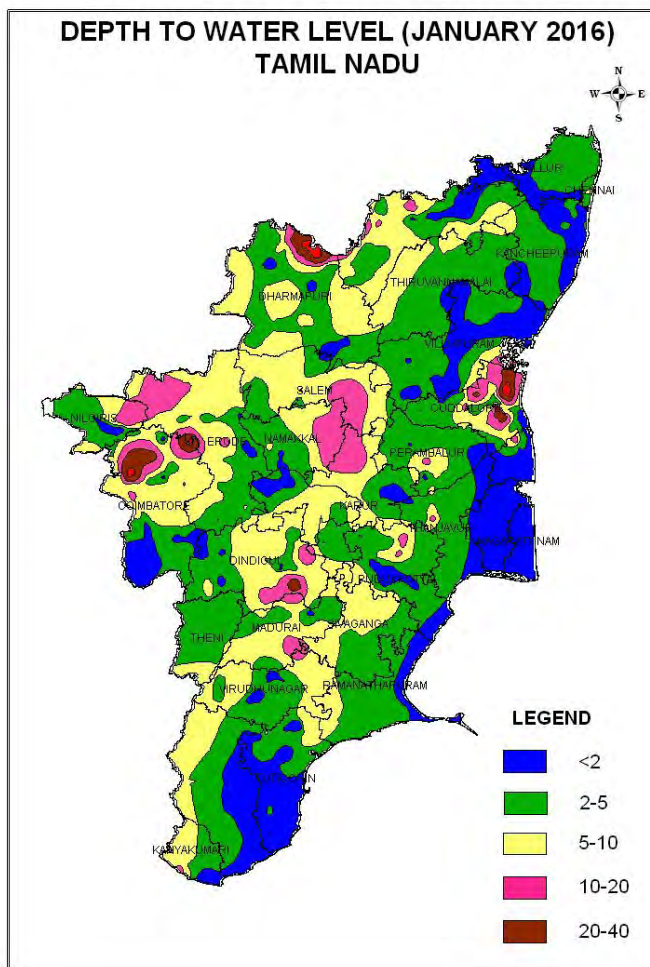 DEPTH TO WATER LEVEL (JANUARY 2016)
TAMIL NADU
N
W E
S
CHENNAI
KANCHEEPURAM
THIRUVANNAMALAI
DHARMAPURI
VILLUPURAM
SALEM
CUDDALORE
NILGIRIS
ERODE
NAMAKKAL
PERAMBALUR
COIMBATORE
KARUR
THANJAVUR
DINDIGUL
MADURAI
SIVAGANGA
THENI
VIRUDHUNAGAR
RAMANATHAPURAM
KANYAKUMARI
LEGEND
<2
2-5
5-10
10-20
20-40